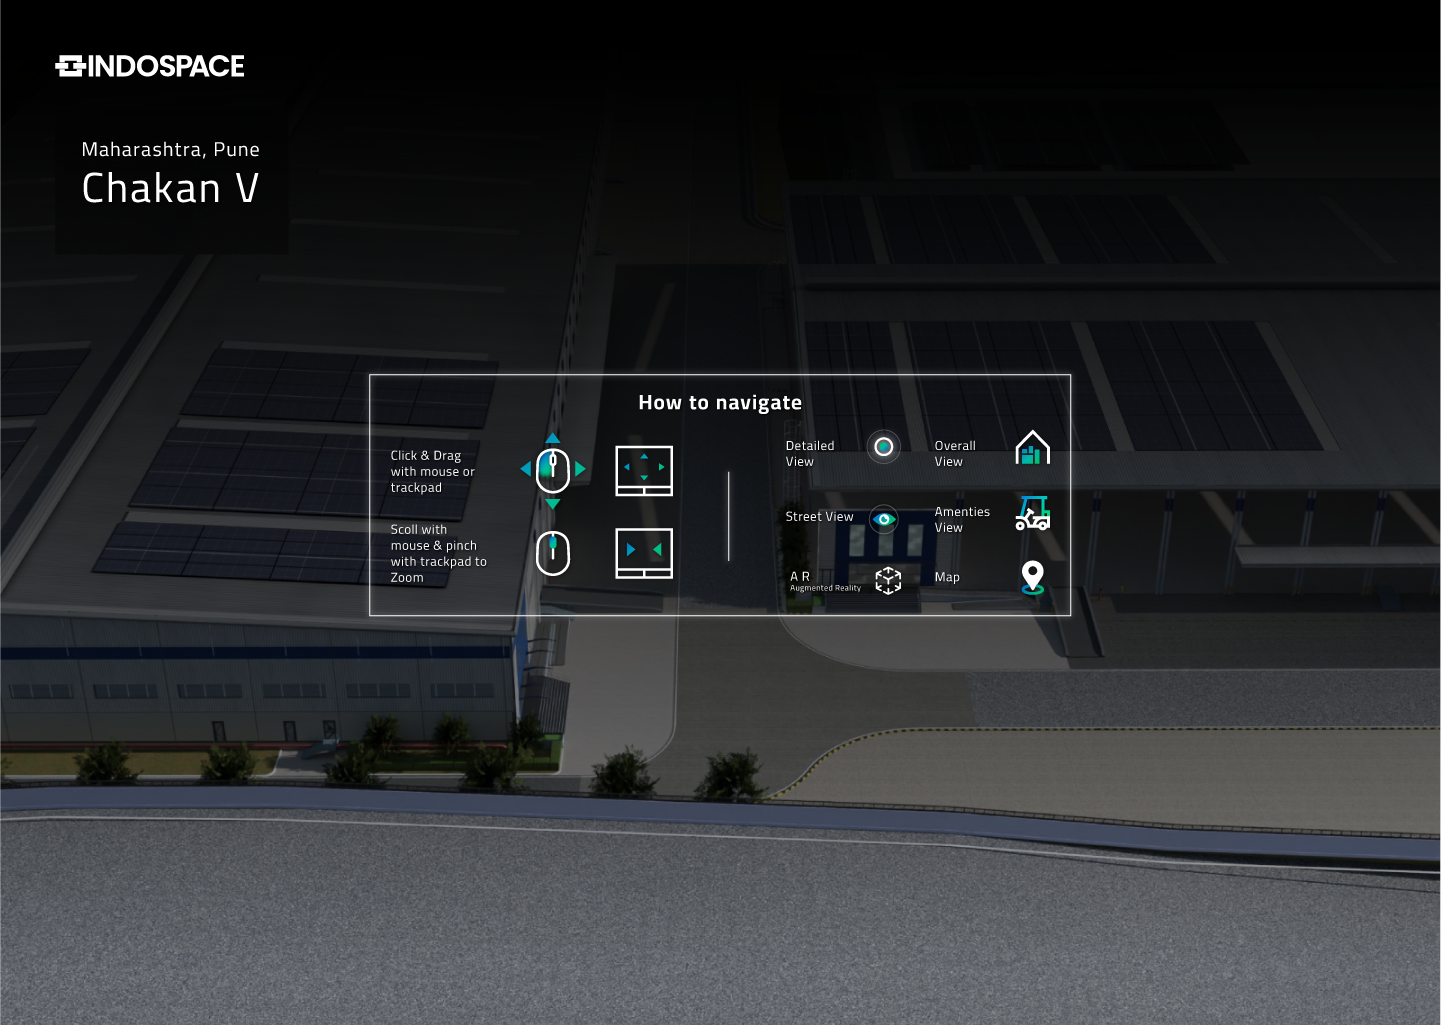 INDOSPACE
Maharashtra, Pune
Chakan V
How to navigate
Click & Drag
with mouse or
trackpad
Scoll with
mouse & pinch
with trackpad to
Zoom
Detailed
View
Overall
View
Street View
Amenties
View
A R
Augmented Reality
Map